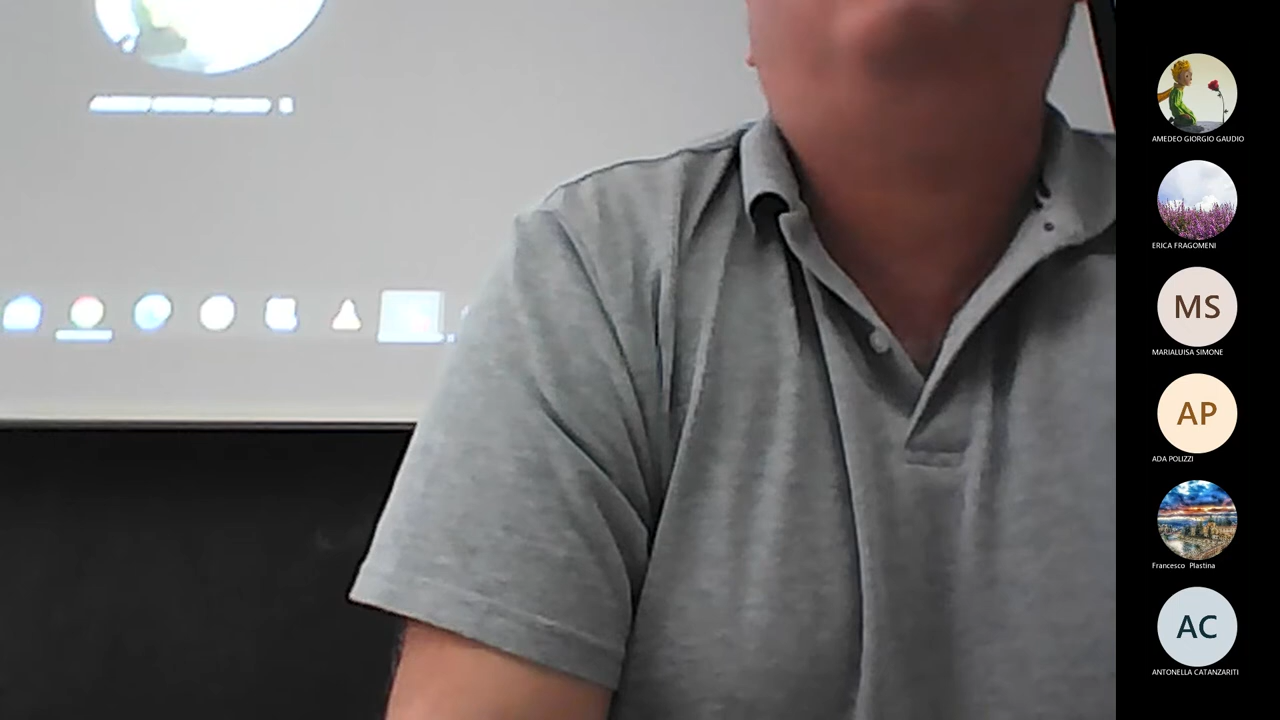 AMEDEO GIORGIO GAUDIO
ERICA FRAGOMENI
MS
MARIALUISA SIMONE
AP
ADA POLIZZI
Francesco Plastina
AC
ANTONELLA CATANZARITI